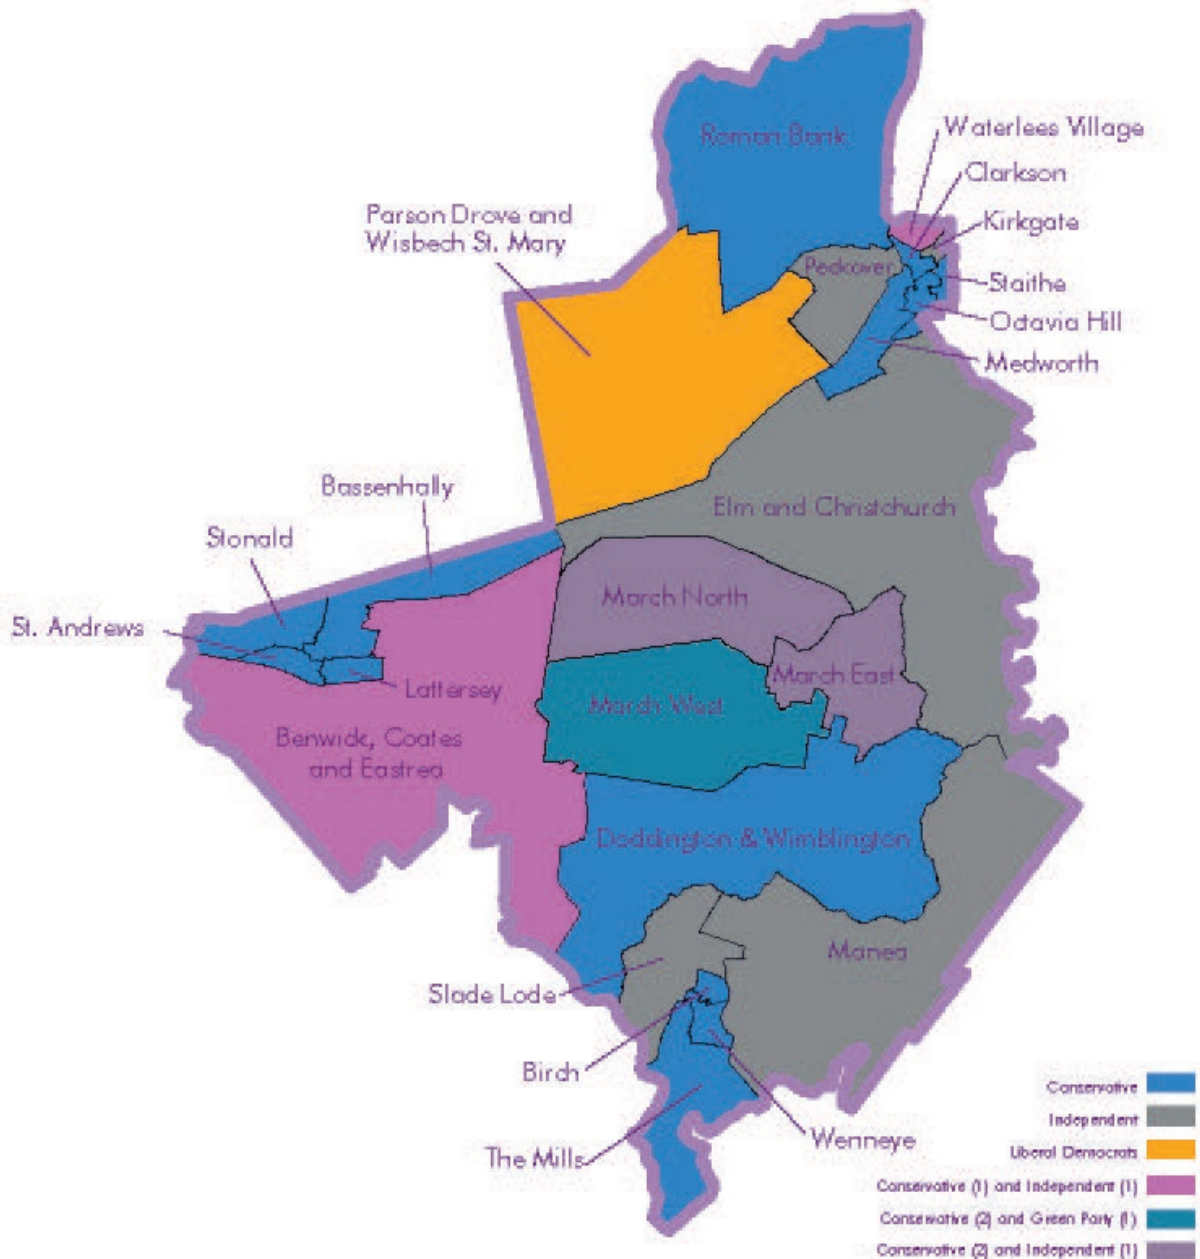 Roman Bank
Waterlees Village
Clarkson
Kirkgate
Parson Drove and
Wisbech St. Mary
Peckover
Staithe
Octavia Hill
Medworth
Bassenhally
Elm and Christchurch
Stonald
March North
St. Andrews
March East
Lattersey
March West
Benwick, Coates
and Eastrea
Doddington & Wimblington
Manea
Slade Lode
Birch
Wenneye
The Mills
Conservative
Independent
Liberal Democrats
Conservative (1) and Independent (1)
Conservative (2) and Green Party (1)
Conservative (2) and Independent (1)